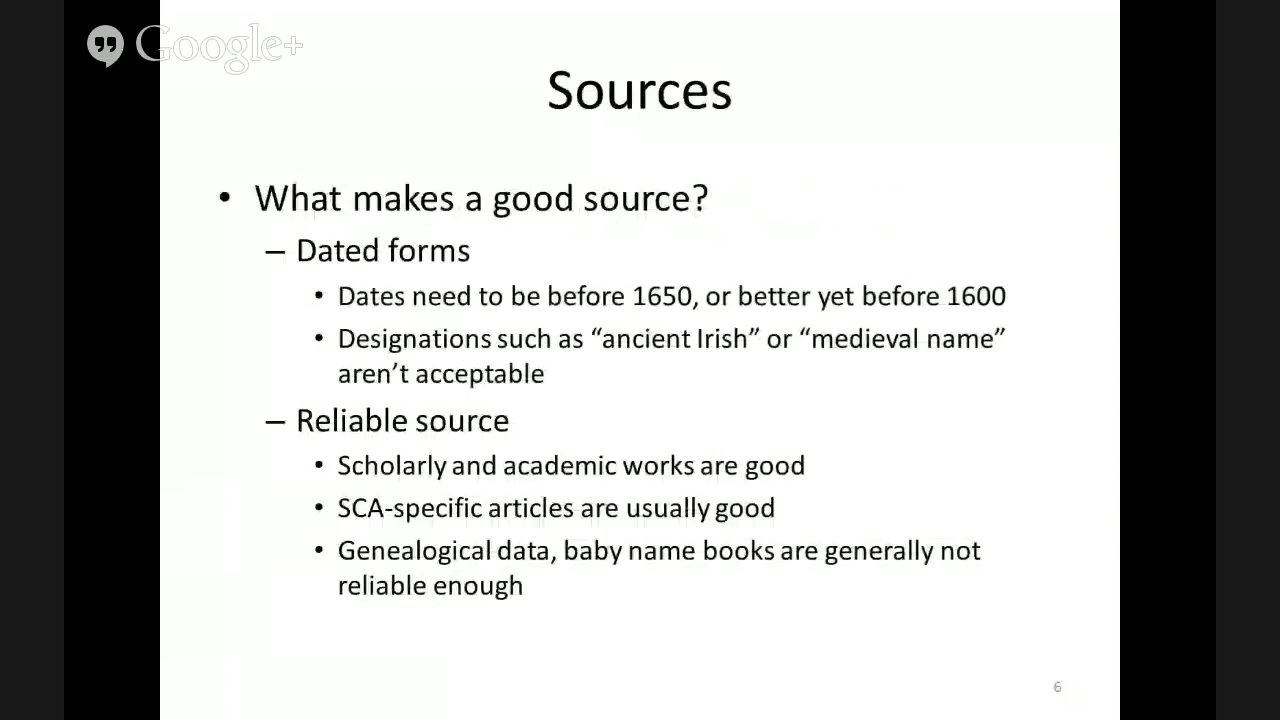 Google+
Sources
• What makes a good source?
– Dated forms
• Dates need to be before 1650, or better yet before 1600
• Designations such as “ancient Irish” or “medieval name”
aren’t acceptable
– Reliable source
• Scholarly and academic works are good
• SCA-specific articles are usually good
• Genealogical data, baby name books are generally not
reliable enough
6